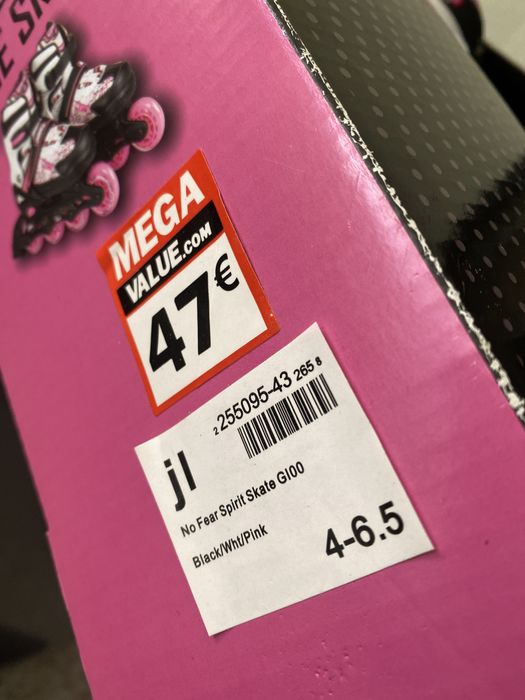 MEGA
VALUE.COM
47€
2 255095-43 265 8
jl
No Fear Spirit Skate Gl00
Black/Wht/Pink
4-6.5